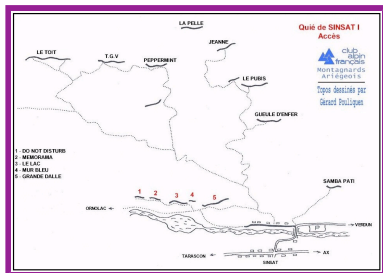 LA PELLE
Quié de SINSAT I
Accès
JEANNE
club
alpin
français
Montagnards
Ariégeois
Topos dessinés par
Gérard Pouliquen
LE TOIT
T.G.V
PEPPERMINT
LE PUBIS
GUEULE D'ENFER
1 - DO NOT DISTURB
2 - MEMORAMA
3 - LE LAC
4 - MUR BLEU
5 - GRANDE DALLE
SAMBA PATI
1 2 3 4 5
ORNOLAC
VERDUN
P
TARASCON
SINSAT
AX